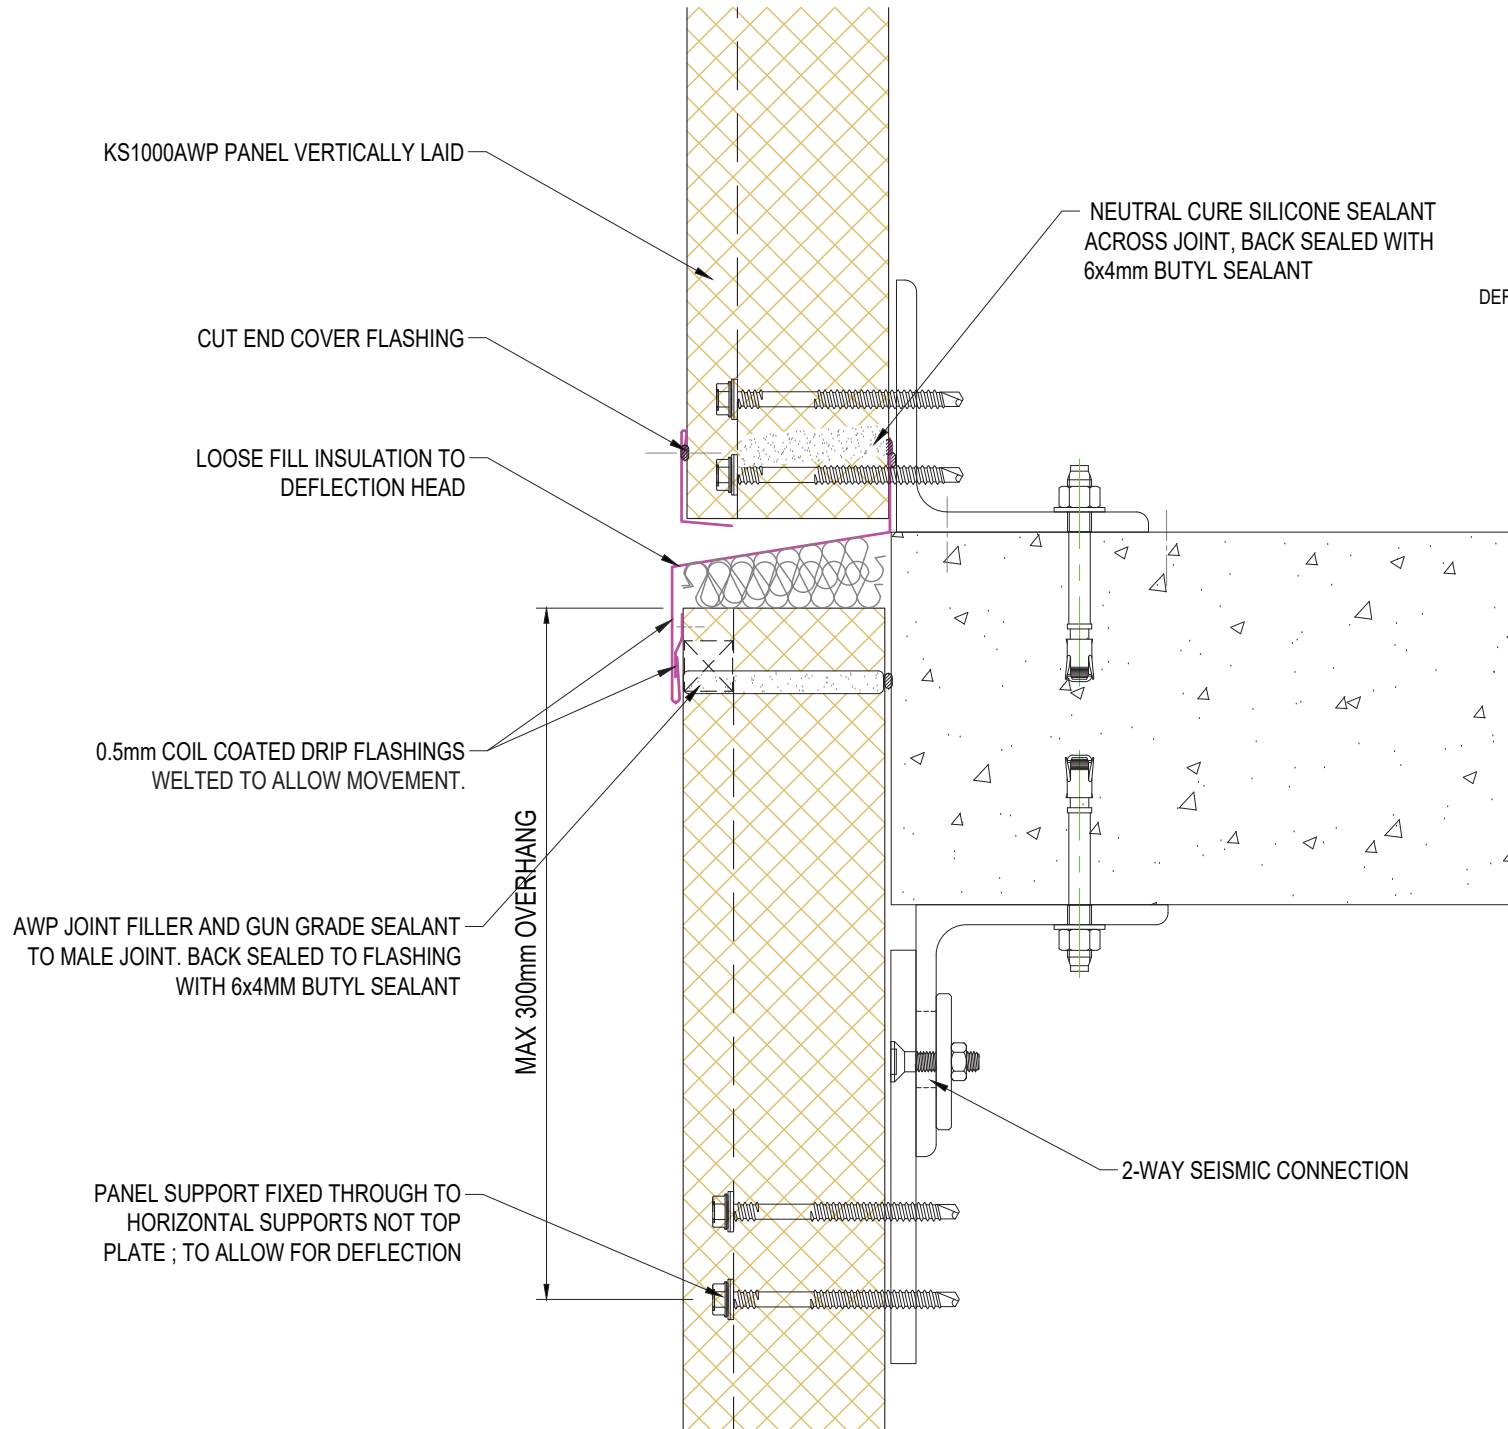 KS1000AWP PANEL VERTICALLY LAID
NEUTRAL CURE SILICONE SEALANT
ACROSS JOINT, BACK SEALED WITH
6x4mm BUTYL SEALANT
CUT END COVER FLASHING
LOOSE FILL INSULATION TO
DEFLECTION HEAD
0.5mm COIL COATED DRIP FLASHINGS
WELTED TO ALLOW MOVEMENT.
MAX 300mm OVERHANG
AWP JOINT FILLER AND GUN GRADE SEALANT
TO MALE JOINT. BACK SEALED TO FLASHING
WITH 6x4MM BUTYL SEALANT
2-WAY SEISMIC CONNECTION
PANEL SUPPORT FIXED THROUGH TO
HORIZONTAL SUPPORTS NOT TOP
PLATE ; TO ALLOW FOR DEFLECTION